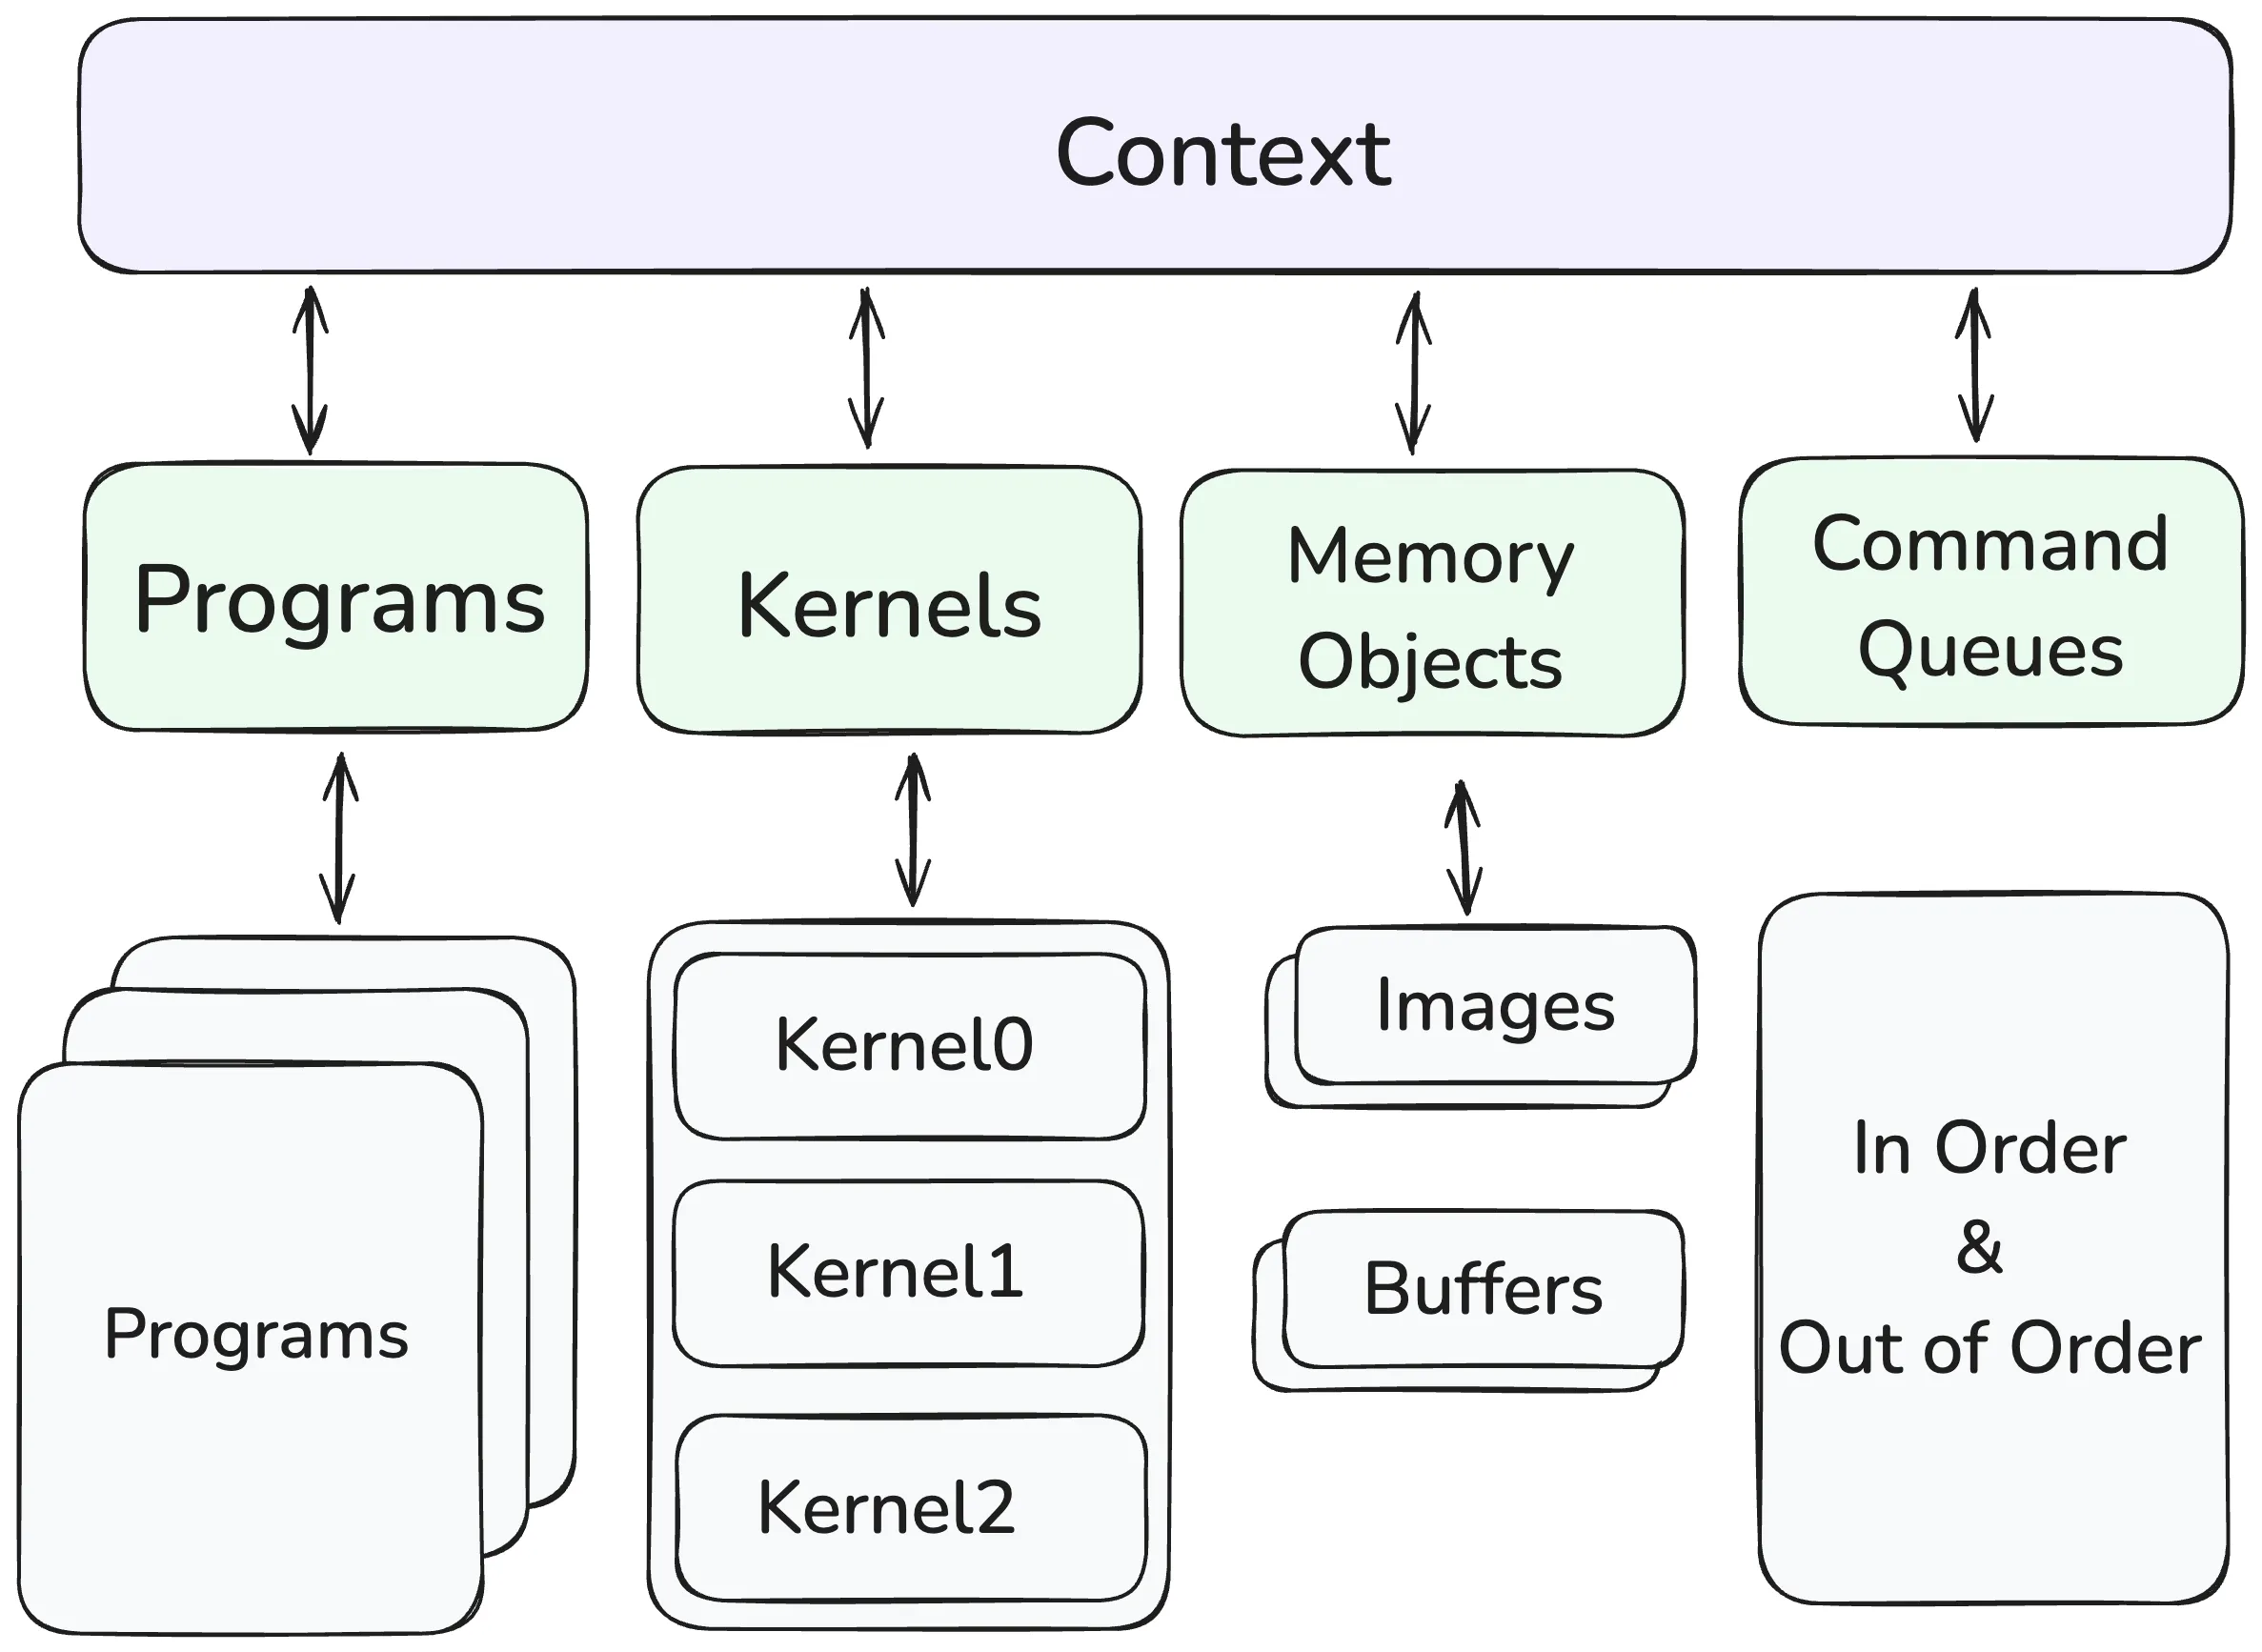 Context
Programs
Kernels
Memory
Objects
Command
Queues
Programs
Kernel0
Kernel1
Kernel2
Images
Buffers
In Order
&
Out of Order